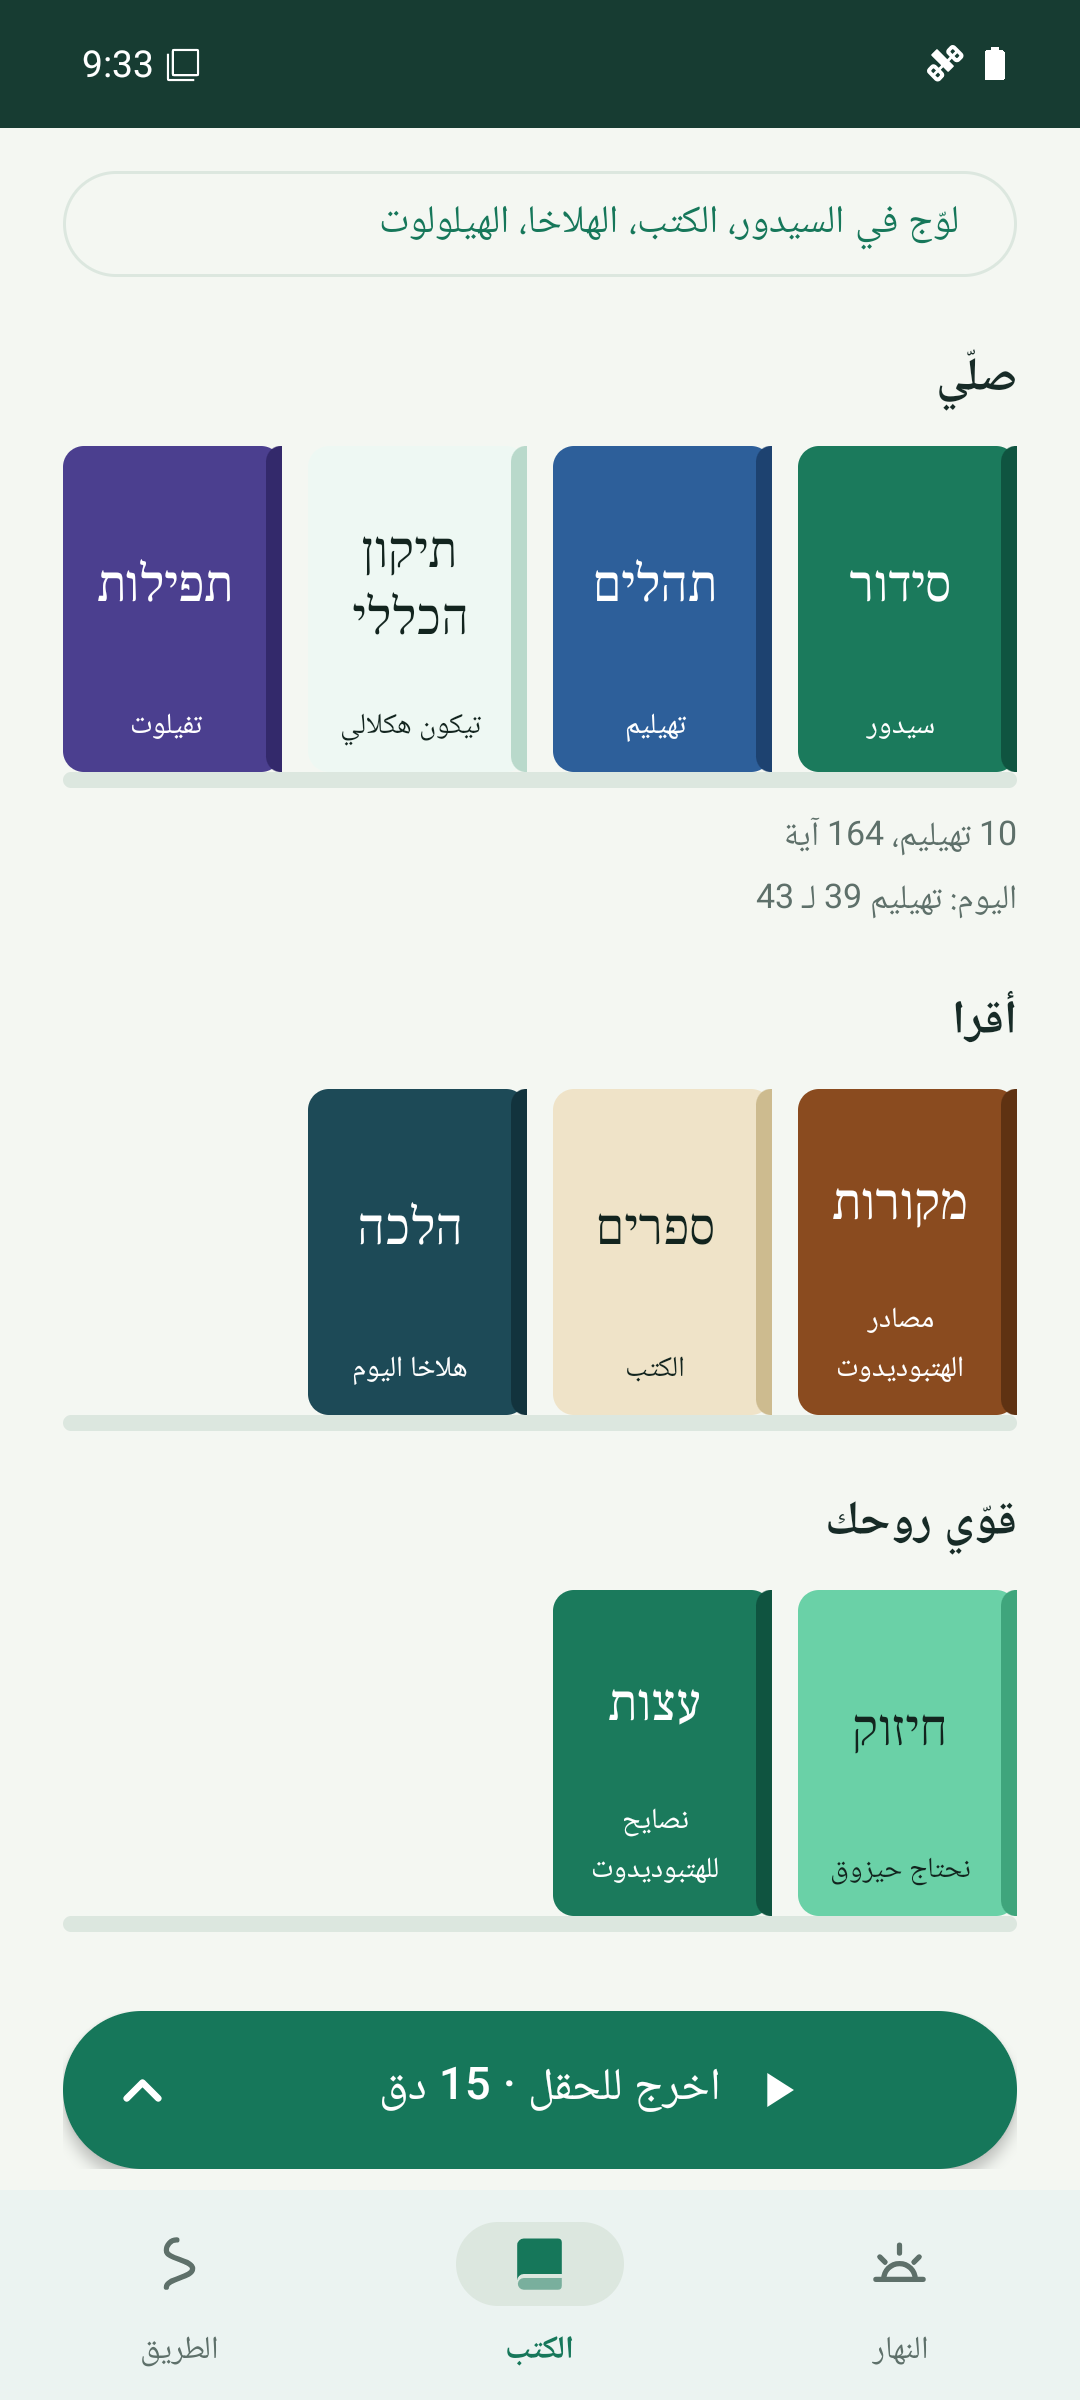 9:33
لوّج في السيدور، الكتب، الهلاخا، الهيلولوت
صلّي
סידור
سيدور
תהלים
تهيليم
תיקון
הכללי
تيكون هكلالي
תפילות
تفيلوت
10 تهيليم، 164 آية
اليوم: تهيليم 39 لـ 43
أقرا
מקורות
مصادر
الهتبوديدوت
ספרים
الكتب
הלכה
هلاخا اليوم
قوّي روحك
חיזוק
نحتاج حيزوق
עצות
نصايح
للهتبوديدوت
اخرج للحقل · 15 دق
النهار
الكتب
الطريق